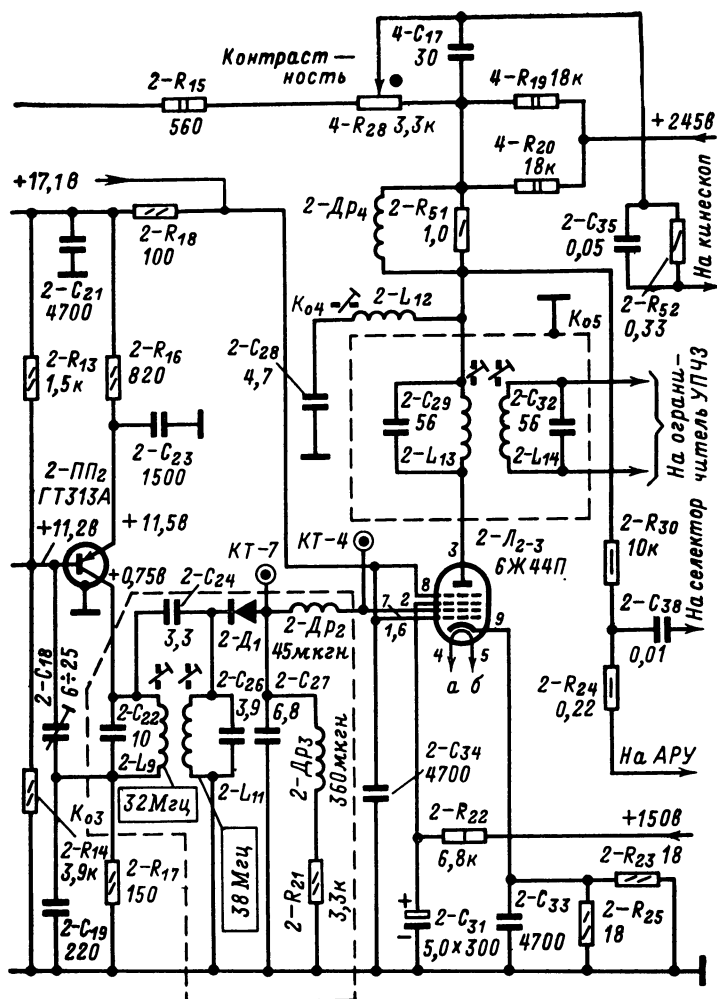 4-C17
30
Контраст-
ность
2-R15
560
4-R28 3,3к
4-R19 18к
+245в
4-R20
18к
+17,1в
2-R18
100
2-Др4
2-R51
1,0
2-C35
0,05
На кинескоп
2-R52
0,33
2-C21
4700
Ко4
2-L12
Ко5
2-R13
1,5к
2-R16
820
2-C28
4,7
2-C29
56
2-L13
2-C32
56
2-L14
На ограни-
читель УПЧЗ
2-C23
1500
2-ПП2
ГТ313А
+11,2в
+11,5в
+0,75в
КТ-7
КТ-4
3
2-Л2-3
6Ж44П
8
7
2
1,6
9
4
5
а
б
2-R30
10к
На селектор
2-C38
0,01
2-R24
0,22
На АРУ
2-C24
3,3
2-Д1
2-Др2
45мкгн
2-C18
6÷25
2-C22
10
2-L9
32Мгц
2-C26
3,9
2-L11
38Мгц
2-C27
6,8
2-Др3
360мкгн
2-C34
4700
2-R22
6,8к
+150в
Ко3
2-R14
3,9к
2-R17
150
2-C19
220
2-R21
3,3к
+
-
2-C31
5,0×300
2-C33
4700
2-R23 18
2-R25
18